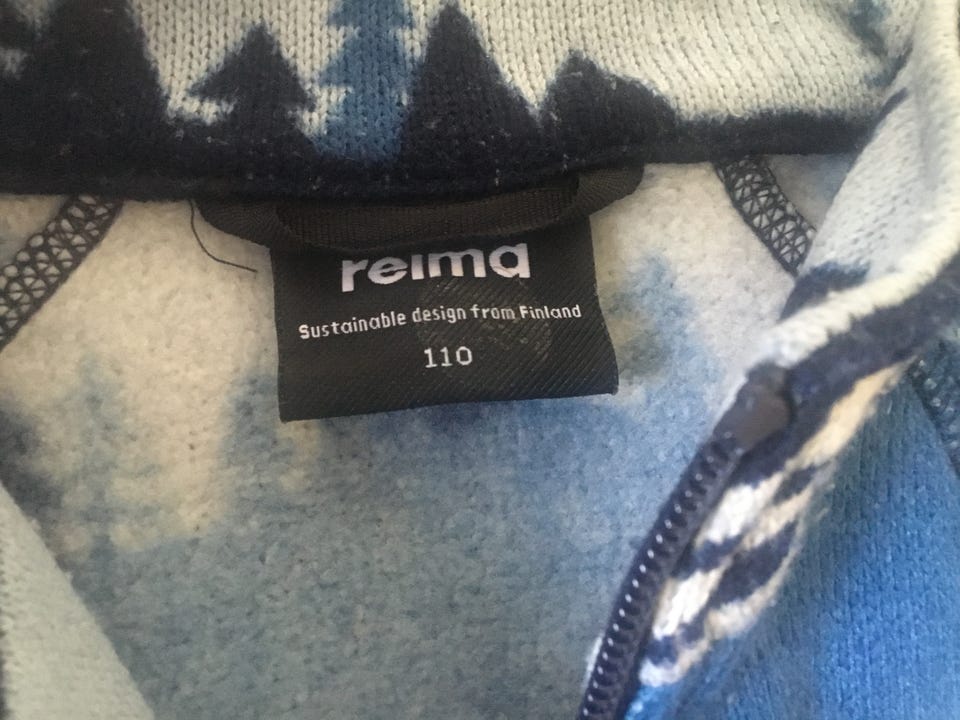 reima
Sustainable design from Finland
110